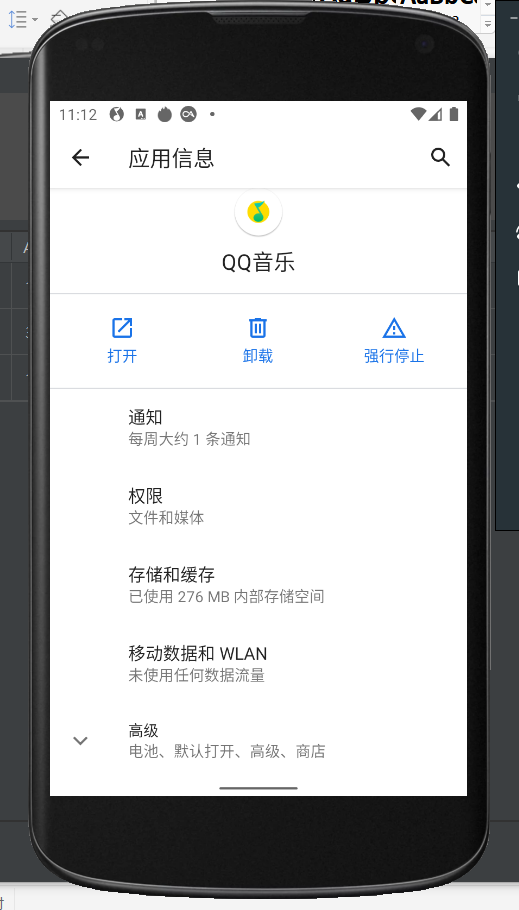 11:12
应用信息
QQ音乐
打开
卸载
强行停止
通知
每周大约 1 条通知
权限
文件和媒体
存储和缓存
已使用 276 MB 内部存储空间
移动数据和 WLAN
未使用任何数据流量
高级
电池、默认打开、高级、商店